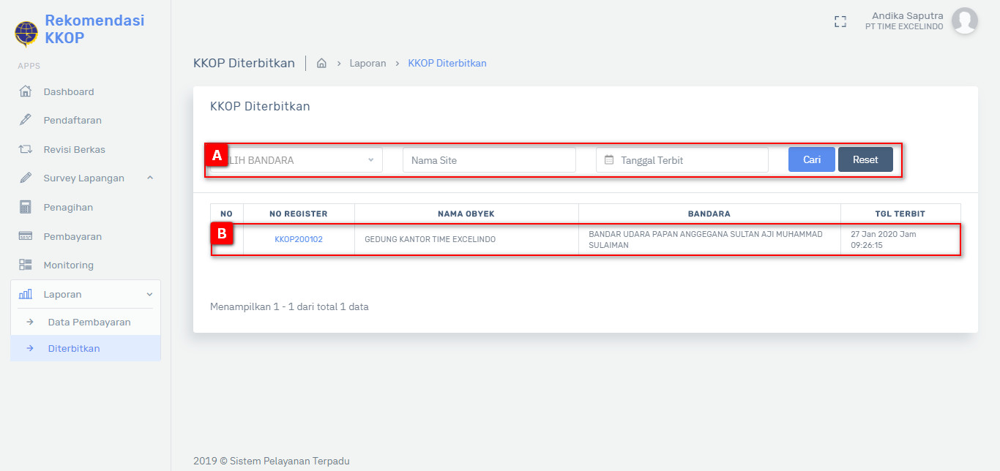 Rekomendasi
KKOP
Andika Saputra
PT TIME EXCELINDO
APPS
Dashboard
Pendaftaran
Revisi Berkas
Survey Lapangan
Penagihan
Pembayaran
Monitoring
Laporan
Data Pembayaran
Diterbitkan
KKOP Diterbitkan
Laporan
KKOP Diterbitkan
KKOP Diterbitkan
A
LIH BANDARA
Nama Site
Tanggal Terbit
Cari
Reset
NO
NO REGISTER
NAMA OBYEK
BANDARA
TGL TERBIT
B
KKOP200102
GEDUNG KANTOR TIME EXCELINDO
BANDAR UDARA PAPAN ANGGEGANA SULTAN AJI MUHAMMAD
SULAIMAN
27 Jan 2020 Jam
09:26:15
Menampilkan 1 - 1 dari total 1 data
2019 © Sistem Pelayanan Terpadu